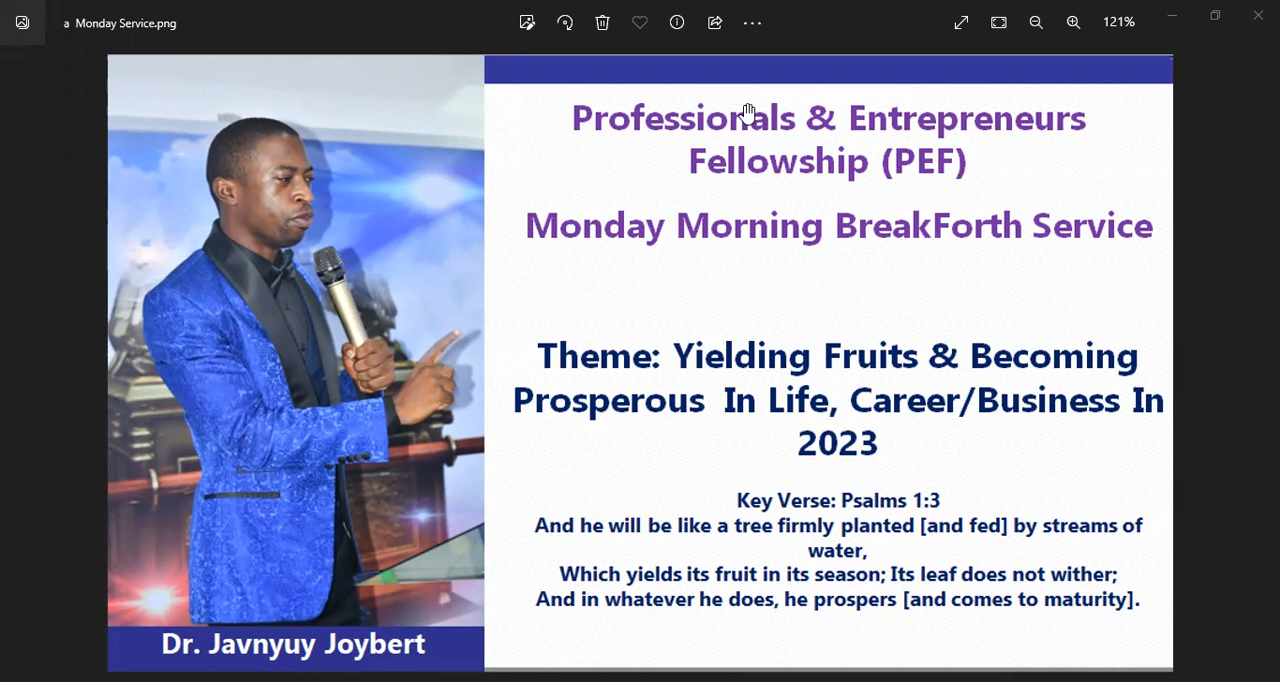 a Monday Service.png
121%
Professionals & Entrepreneurs
Fellowship (PEF)
Monday Morning BreakForth Service
Theme: Yielding Fruits & Becoming
Prosperous In Life, Career/Business In
2023
Key Verse: Psalms 1:3
And he will be like a tree firmly planted [and fed] by streams of
water,
Which yields its fruit in its season; Its leaf does not wither;
And in whatever he does, he prospers [and comes to maturity].
Dr. Javnyuy Joybert